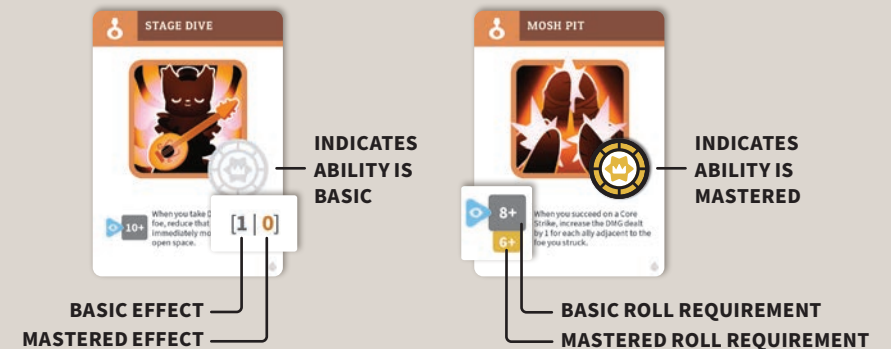 STAGE DIVE
INDICATES
ABILITY IS
BASIC
10+
When you take
foe, reduce that
immediately
open space.
[1 | 0]
BASIC EFFECT
MASTERED EFFECT
MOSH PIT
INDICATES
ABILITY IS
MASTERED
8+
6+
When you succeed on a Core
Strike, increase the DMG dealt
by 1 for each ally adjacent to the
foe you struck.
BASIC ROLL REQUIREMENT
MASTERED ROLL REQUIREMENT